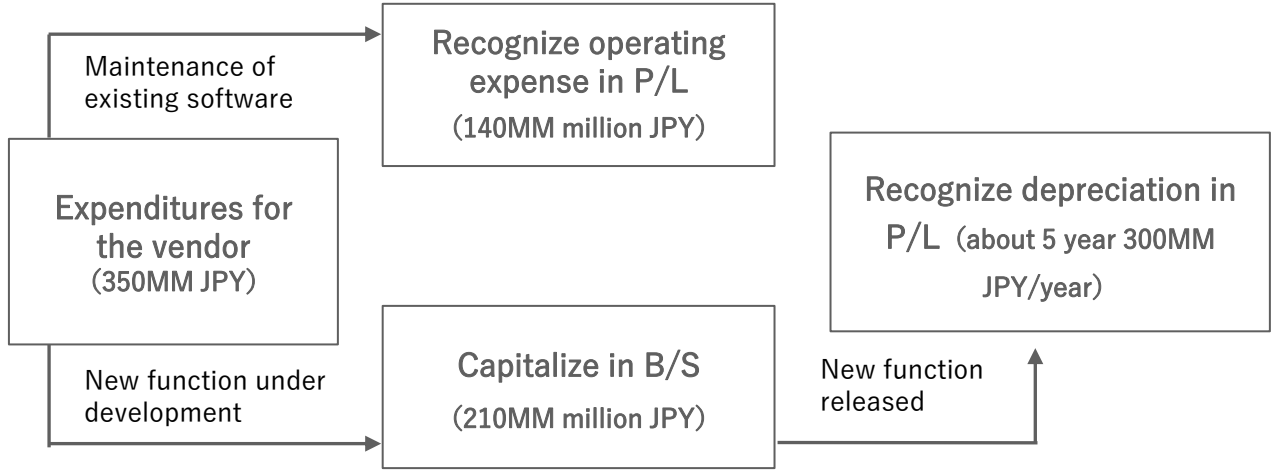 Maintenance of
existing software
Recognize operating
expense in P/L
（140MM million JPY）
Expenditures for
the vendor
（350MM JPY）
New function under
development
Capitalize in B/S
（210MM million JPY）
New function
released
Recognize depreciation in
P/L（about 5 year 300MM
JPY/year）